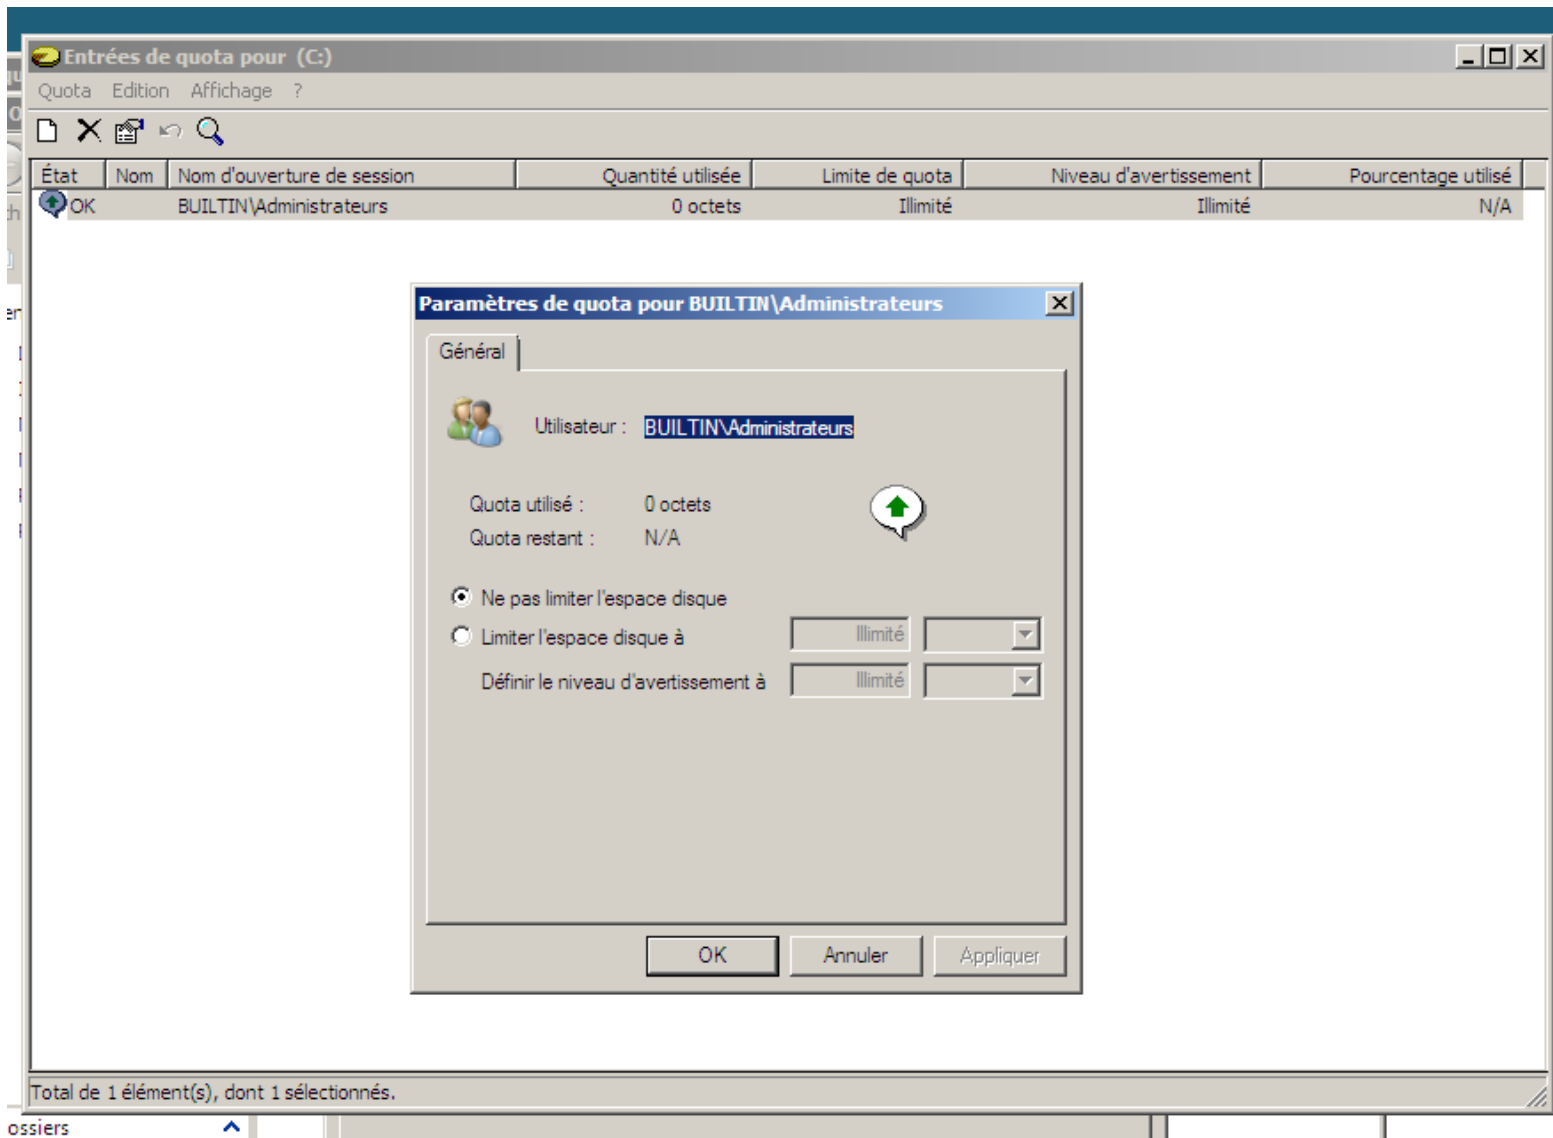 Entrées de quota pour (C:)
Quota Edition Affichage ?
État Nom Nom d'ouverture de session Quantité utilisée Limite de quota Niveau d'avertissement Pourcentage utilisé
OK BUILTIN\Administrateurs 0 octets Illimité Illimité N/A
Paramètres de quota pour BUILTIN\Administrateurs
Général
Utilisateur : BUILTIN\Administrateurs
Quota utilisé : 0 octets
Quota restant : N/A
Ne pas limiter l'espace disque
Limiter l'espace disque à Illimité
Définir le niveau d'avertissement à Illimité
OK Annuler Appliquer
Total de 1 élément(s), dont 1 sélectionnés.
ossiers